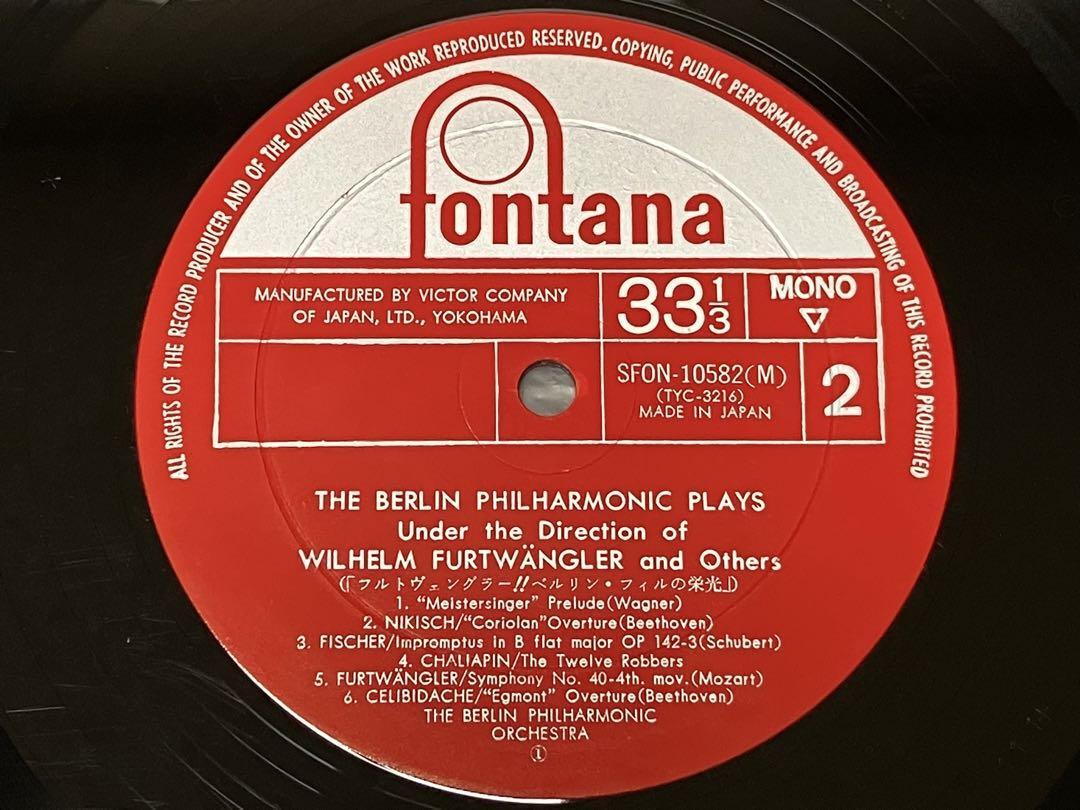 ALL RIGHTS OF THE RECORD PRODUCER AND OF THE OWNER OF THE WORK REPRODUCED RESERVED. COPYING, PUBLIC PERFORMANCE AND BROADCASTING OF THIS RECORD PROHIBITED
fontana
MANUFACTURED BY VICTOR COMPANY
OF JAPAN, LTD., YOKOHAMA
33 1/3
MONO
▽
SFON-10582(M)
(TYC-3216)
MADE IN JAPAN
2
THE BERLIN PHILHARMONIC PLAYS
Under the Direction of
WILHELM FURTWÄNGLER and Others
(「フルトヴェングラー!!ベルリン・フィルの栄光」)
1. “Meistersinger” Prelude(Wagner)
2. NIKISCH/“Coriolan”Overture(Beethoven)
3. FISCHER/Impromptus in B flat major OP 142-3(Schubert)
4. CHALIAPIN/The Twelve Robbers
5. FURTWÄNGLER/Symphony No. 40-4th. mov.(Mozart)
6. CELIBIDACHE/“Egmont” Overture(Beethoven)
THE BERLIN PHILHARMONIC
ORCHESTRA
①